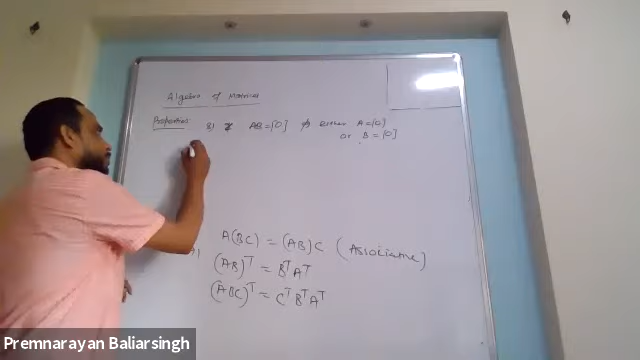 Algebra of Matrices
Properties: 8) If AB = [0] ⇏ either A = [0]
or B = [0]
A(BC) = (AB)C (Associative)
(AB)ᵀ = BᵀAᵀ
(ABC)ᵀ = CᵀBᵀAᵀ
Premnarayan Baliarsingh